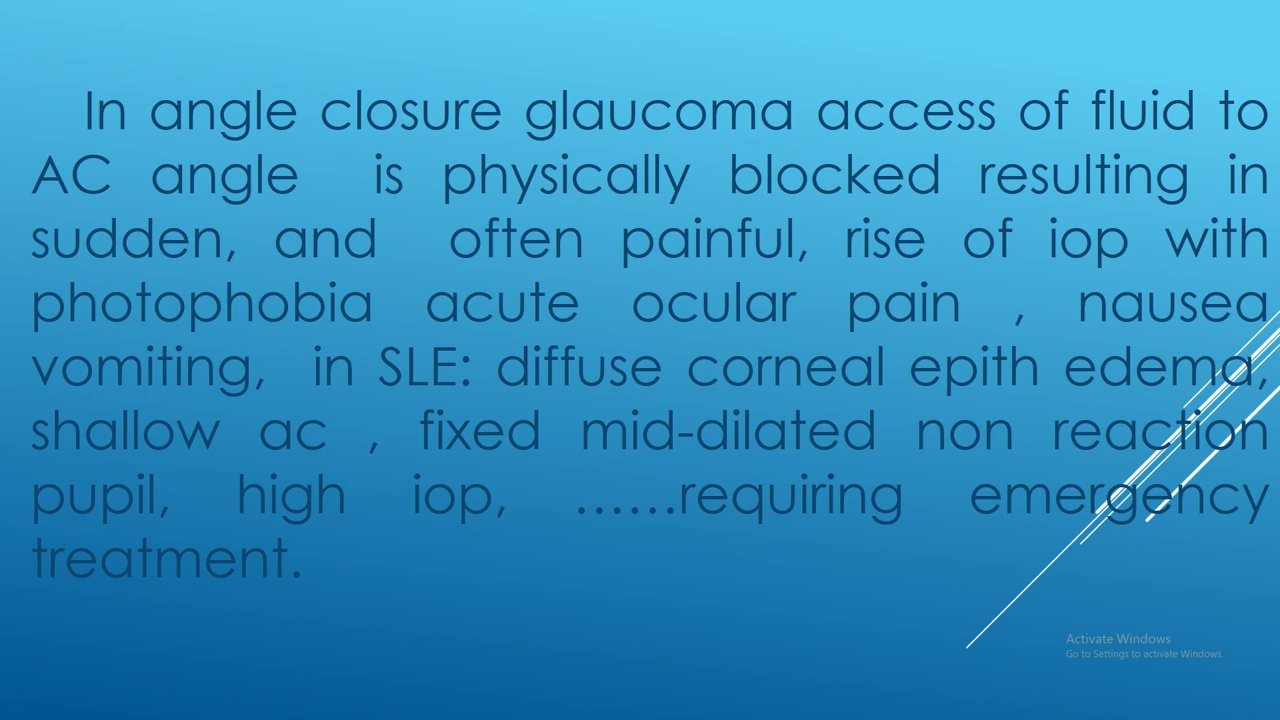 In angle closure glaucoma access of fluid to
AC angle is physically blocked resulting in
sudden, and often painful, rise of iop with
photophobia acute ocular pain , nausea
vomiting, in SLE: diffuse corneal epith edema,
shallow ac , fixed mid-dilated non reaction
pupil, high iop, ......requiring emergency
treatment.
Activate Windows
Go to Settings to activate Windows.